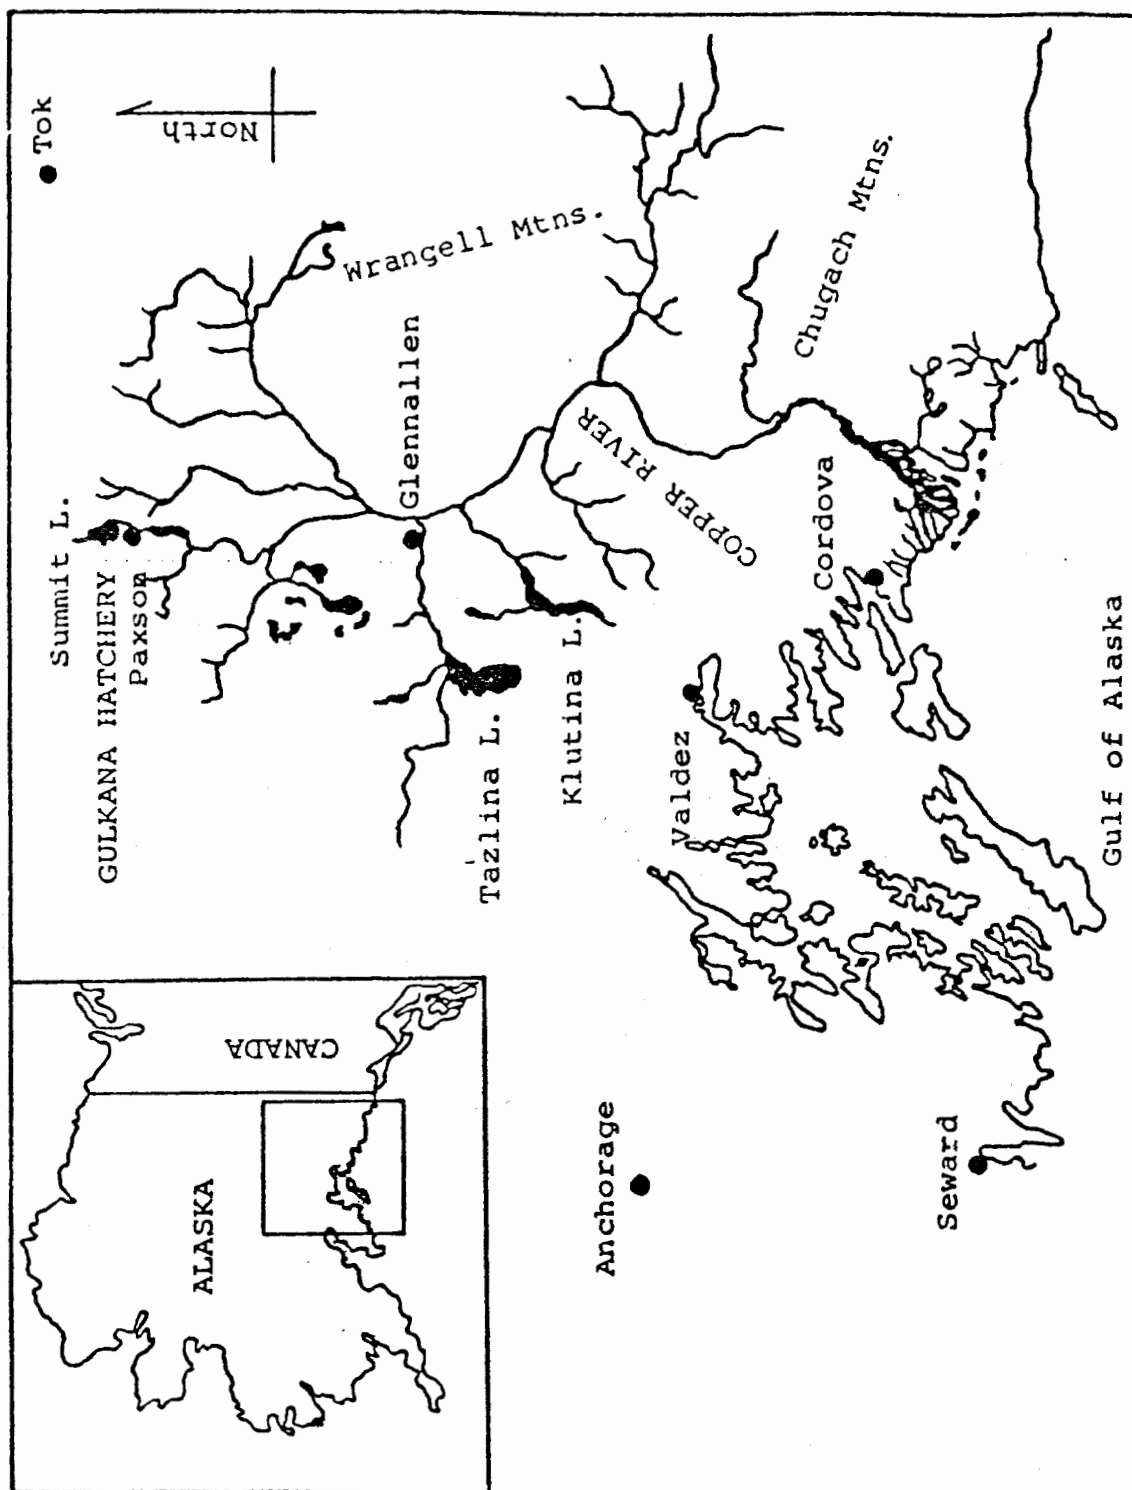 Summit L.
GULKANA HATCHERY
Paxson
Tok
North
Wrangell Mtns.
Glennallen
Tazlina L.
Klutina L.
COPPER RIVER
Chugach Mtns.
Valdez
Cordova
Anchorage
Seward
Gulf of Alaska
ALASKA
CANADA